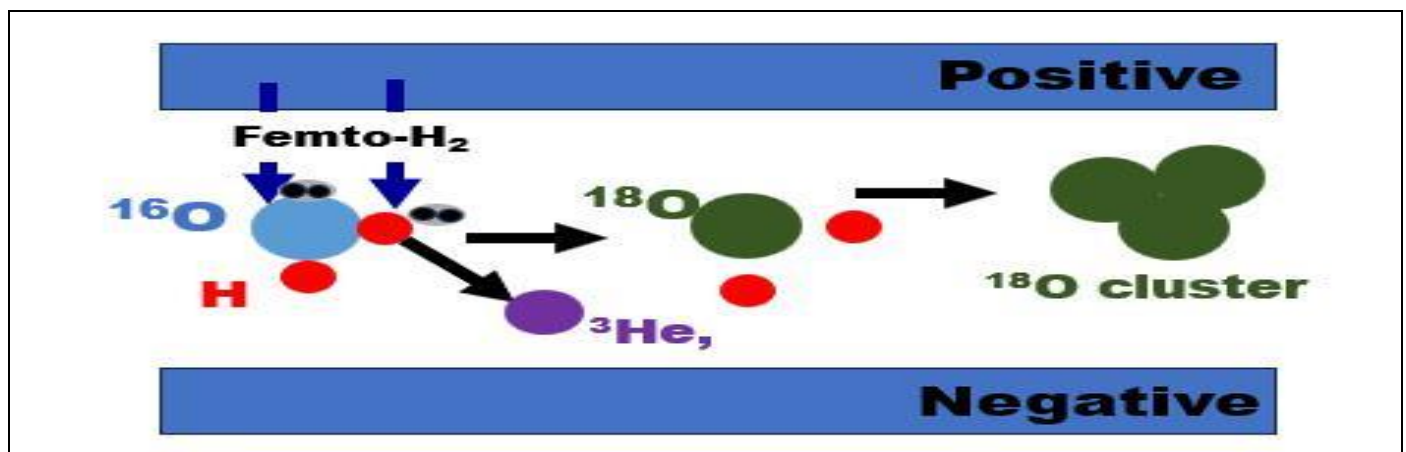 Positive
Femto-H₂
¹⁶O
¹⁸O
H
¹⁸O cluster
³He,
Negative